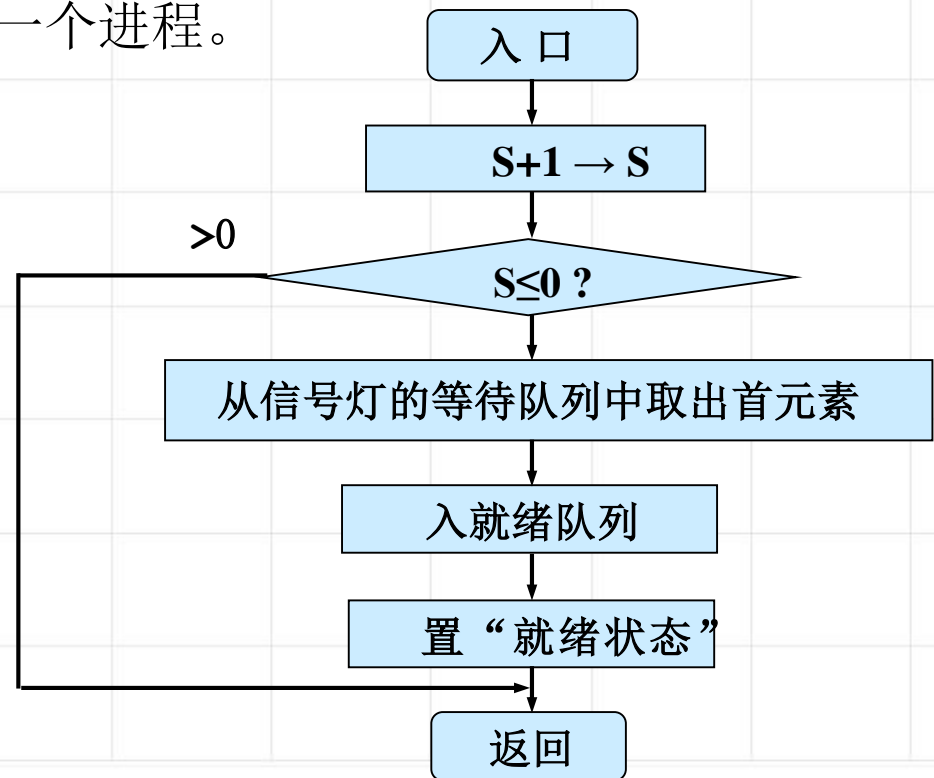 一个进程。
入 口
S+1 → S
>0
S≤0 ?
从信号灯的等待队列中取出首元素
入就绪队列
置“就绪状态”
返回